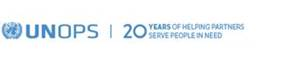 UNOPS | 20 YEARS OF HELPING PARTNERS
SERVE PEOPLE IN NEED